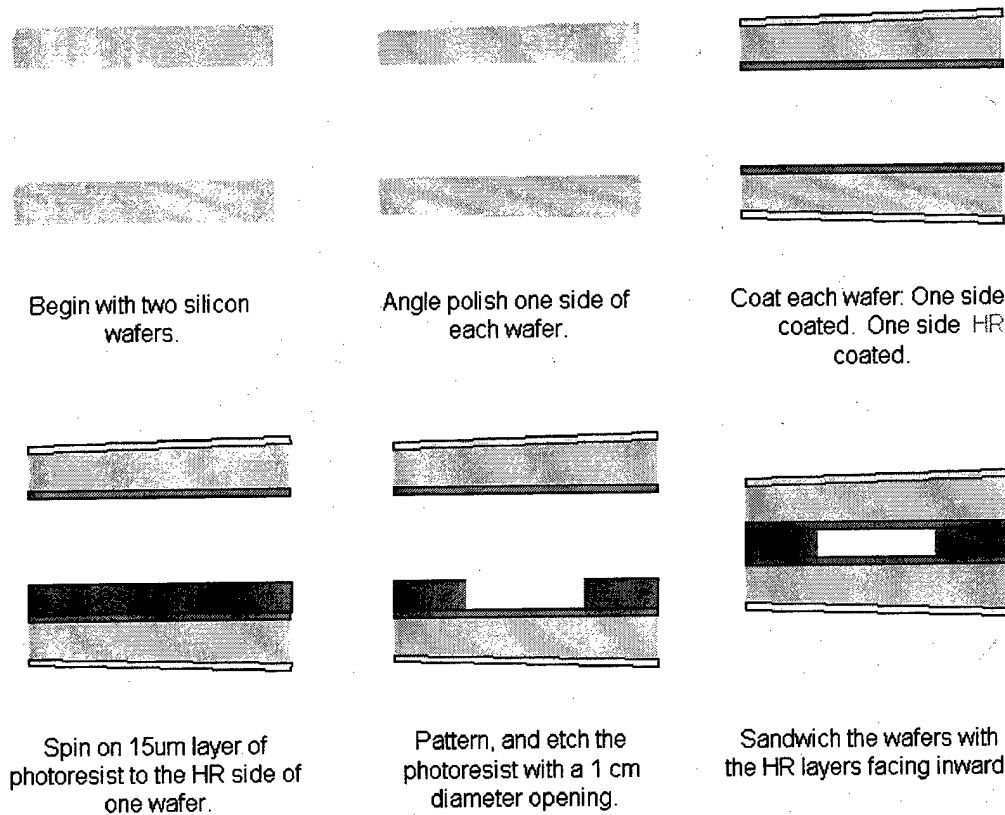 Begin with two silicon
wafers.
Angle polish one side of
each wafer.
Coat each wafer: One side
coated. One side HR
coated.
Spin on 15um layer of
photoresist to the HR side of
one wafer.
Pattern, and etch the
photoresist with a 1 cm
diameter opening.
Sandwich the wafers with
the HR layers facing inward